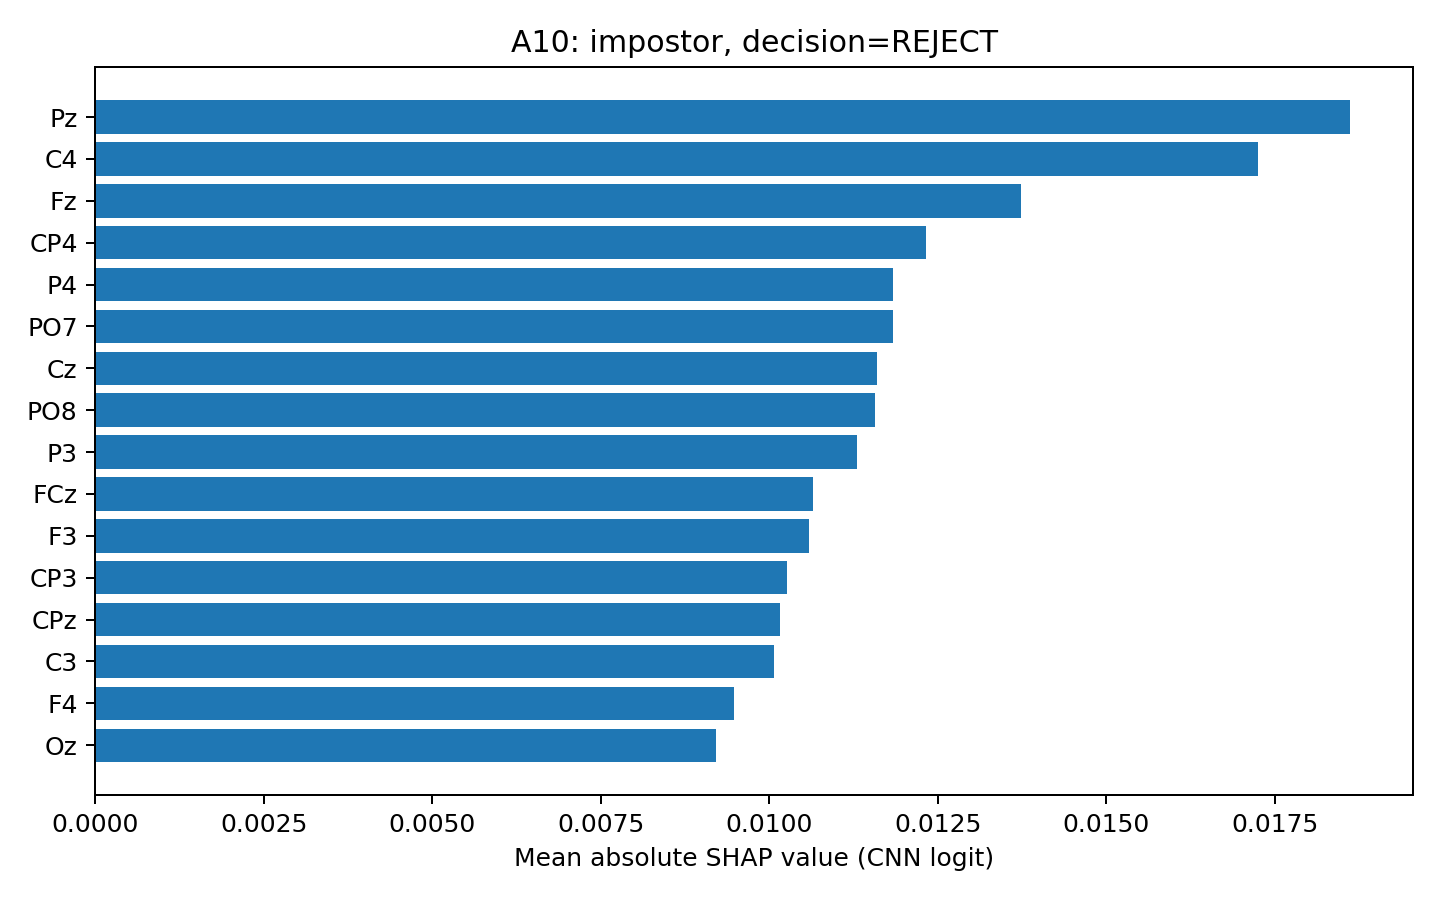 A10: impostor, decision=REJECT
Pz
C4
Fz
CP4
P4
PO7
Cz
PO8
P3
FCz
F3
CP3
CPz
C3
F4
Oz
0.0000 0.0025 0.0050 0.0075 0.0100 0.0125 0.0150 0.0175
Mean absolute SHAP value (CNN logit)